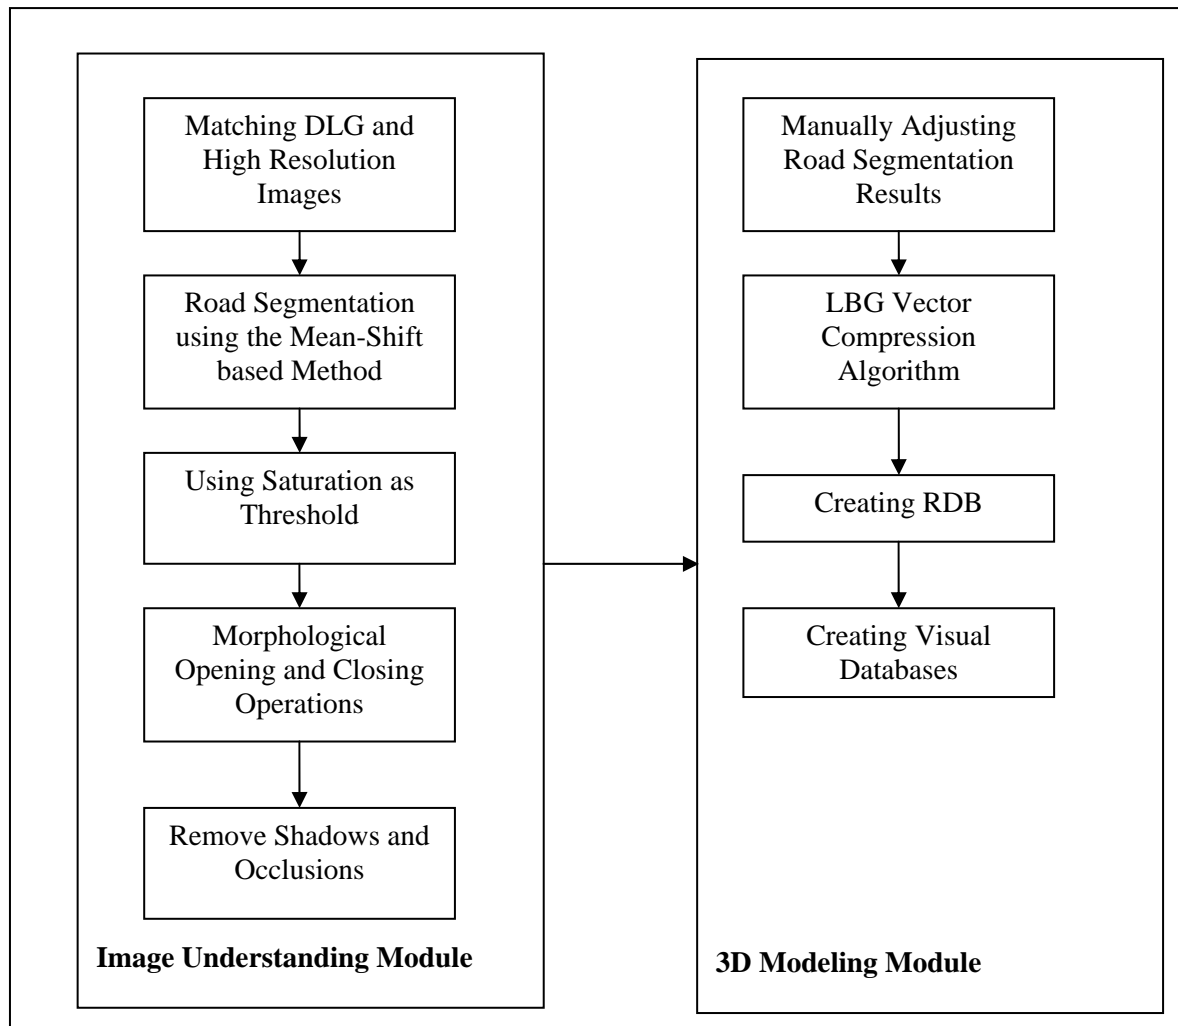 Matching DLG and
High Resolution
Images
Road Segmentation
using the Mean-Shift
based Method
Using Saturation as
Threshold
Morphological
Opening and Closing
Operations
Remove Shadows and
Occlusions
Image Understanding Module
Manually Adjusting
Road Segmentation
Results
LBG Vector
Compression
Algorithm
Creating RDB
Creating Visual
Databases
3D Modeling Module